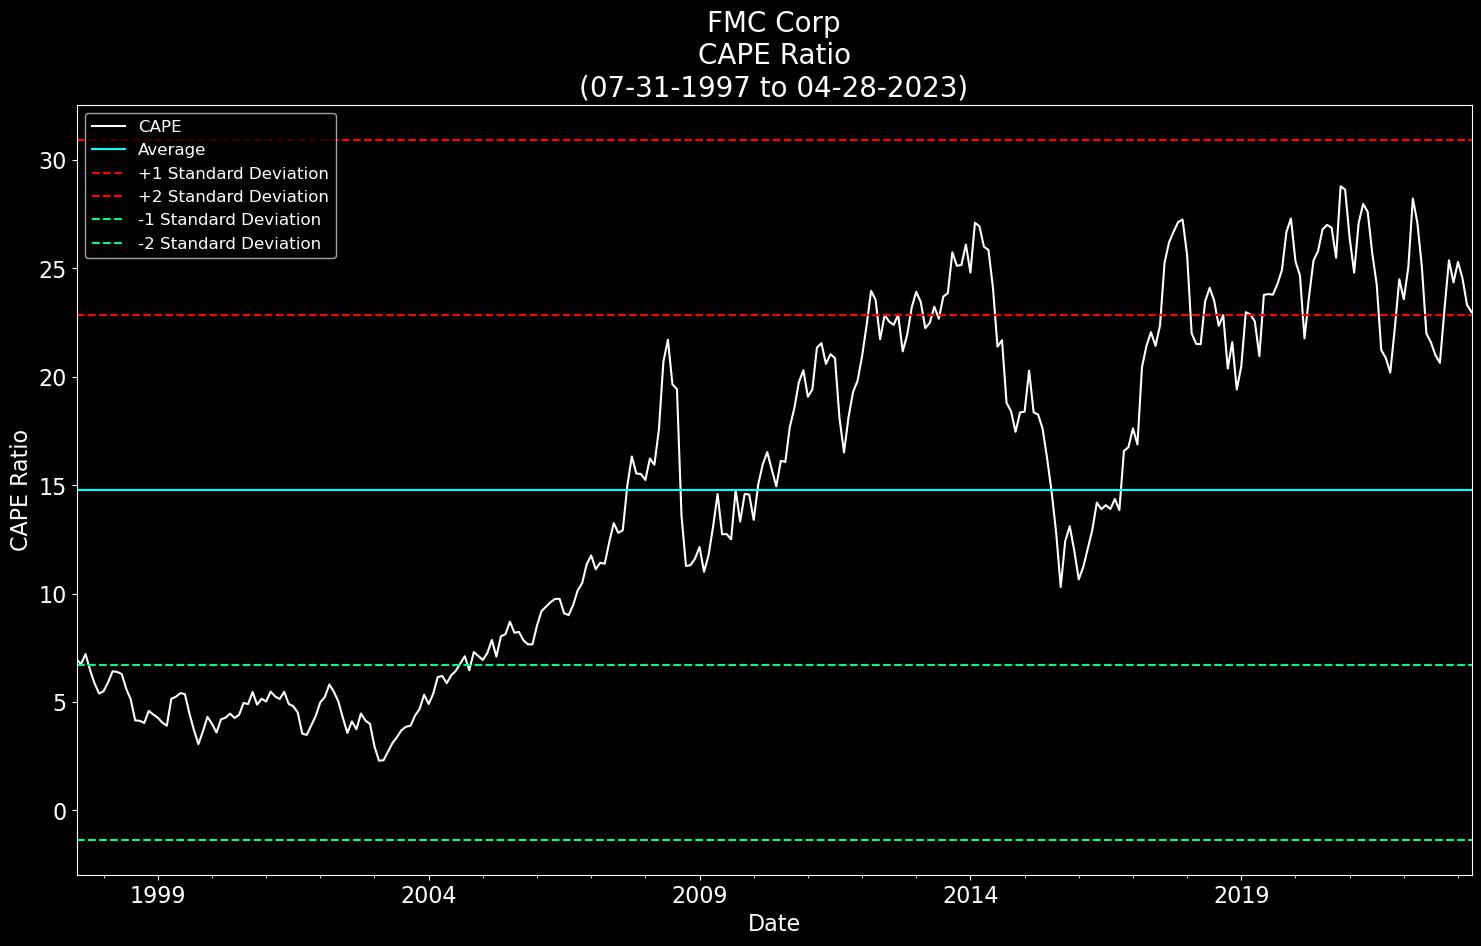 FMC Corp
CAPE Ratio
(07-31-1997 to 04-28-2023)
CAPE
Average
+1 Standard Deviation
+2 Standard Deviation
-1 Standard Deviation
-2 Standard Deviation
30
25
20
15
10
5
0
CAPE Ratio
1999 2004 2009 2014 2019
Date